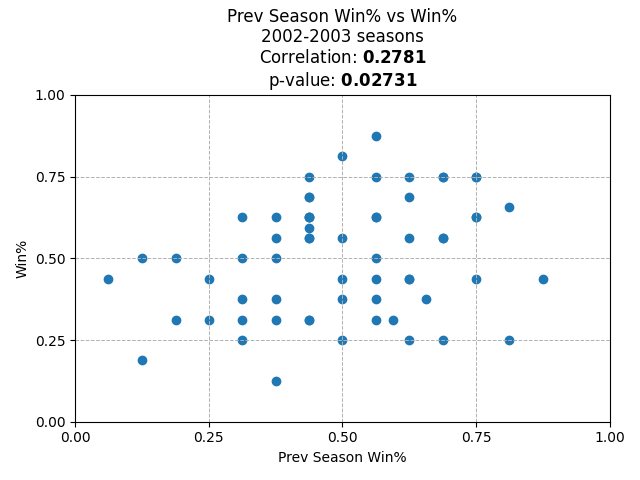 Prev Season Win% vs Win%
2002-2003 seasons
Correlation: 0.2781
p-value: 0.02731
1.00
0.75
0.50
0.25
0.00
Win%
0.00 0.25 0.50 0.75 1.00
Prev Season Win%